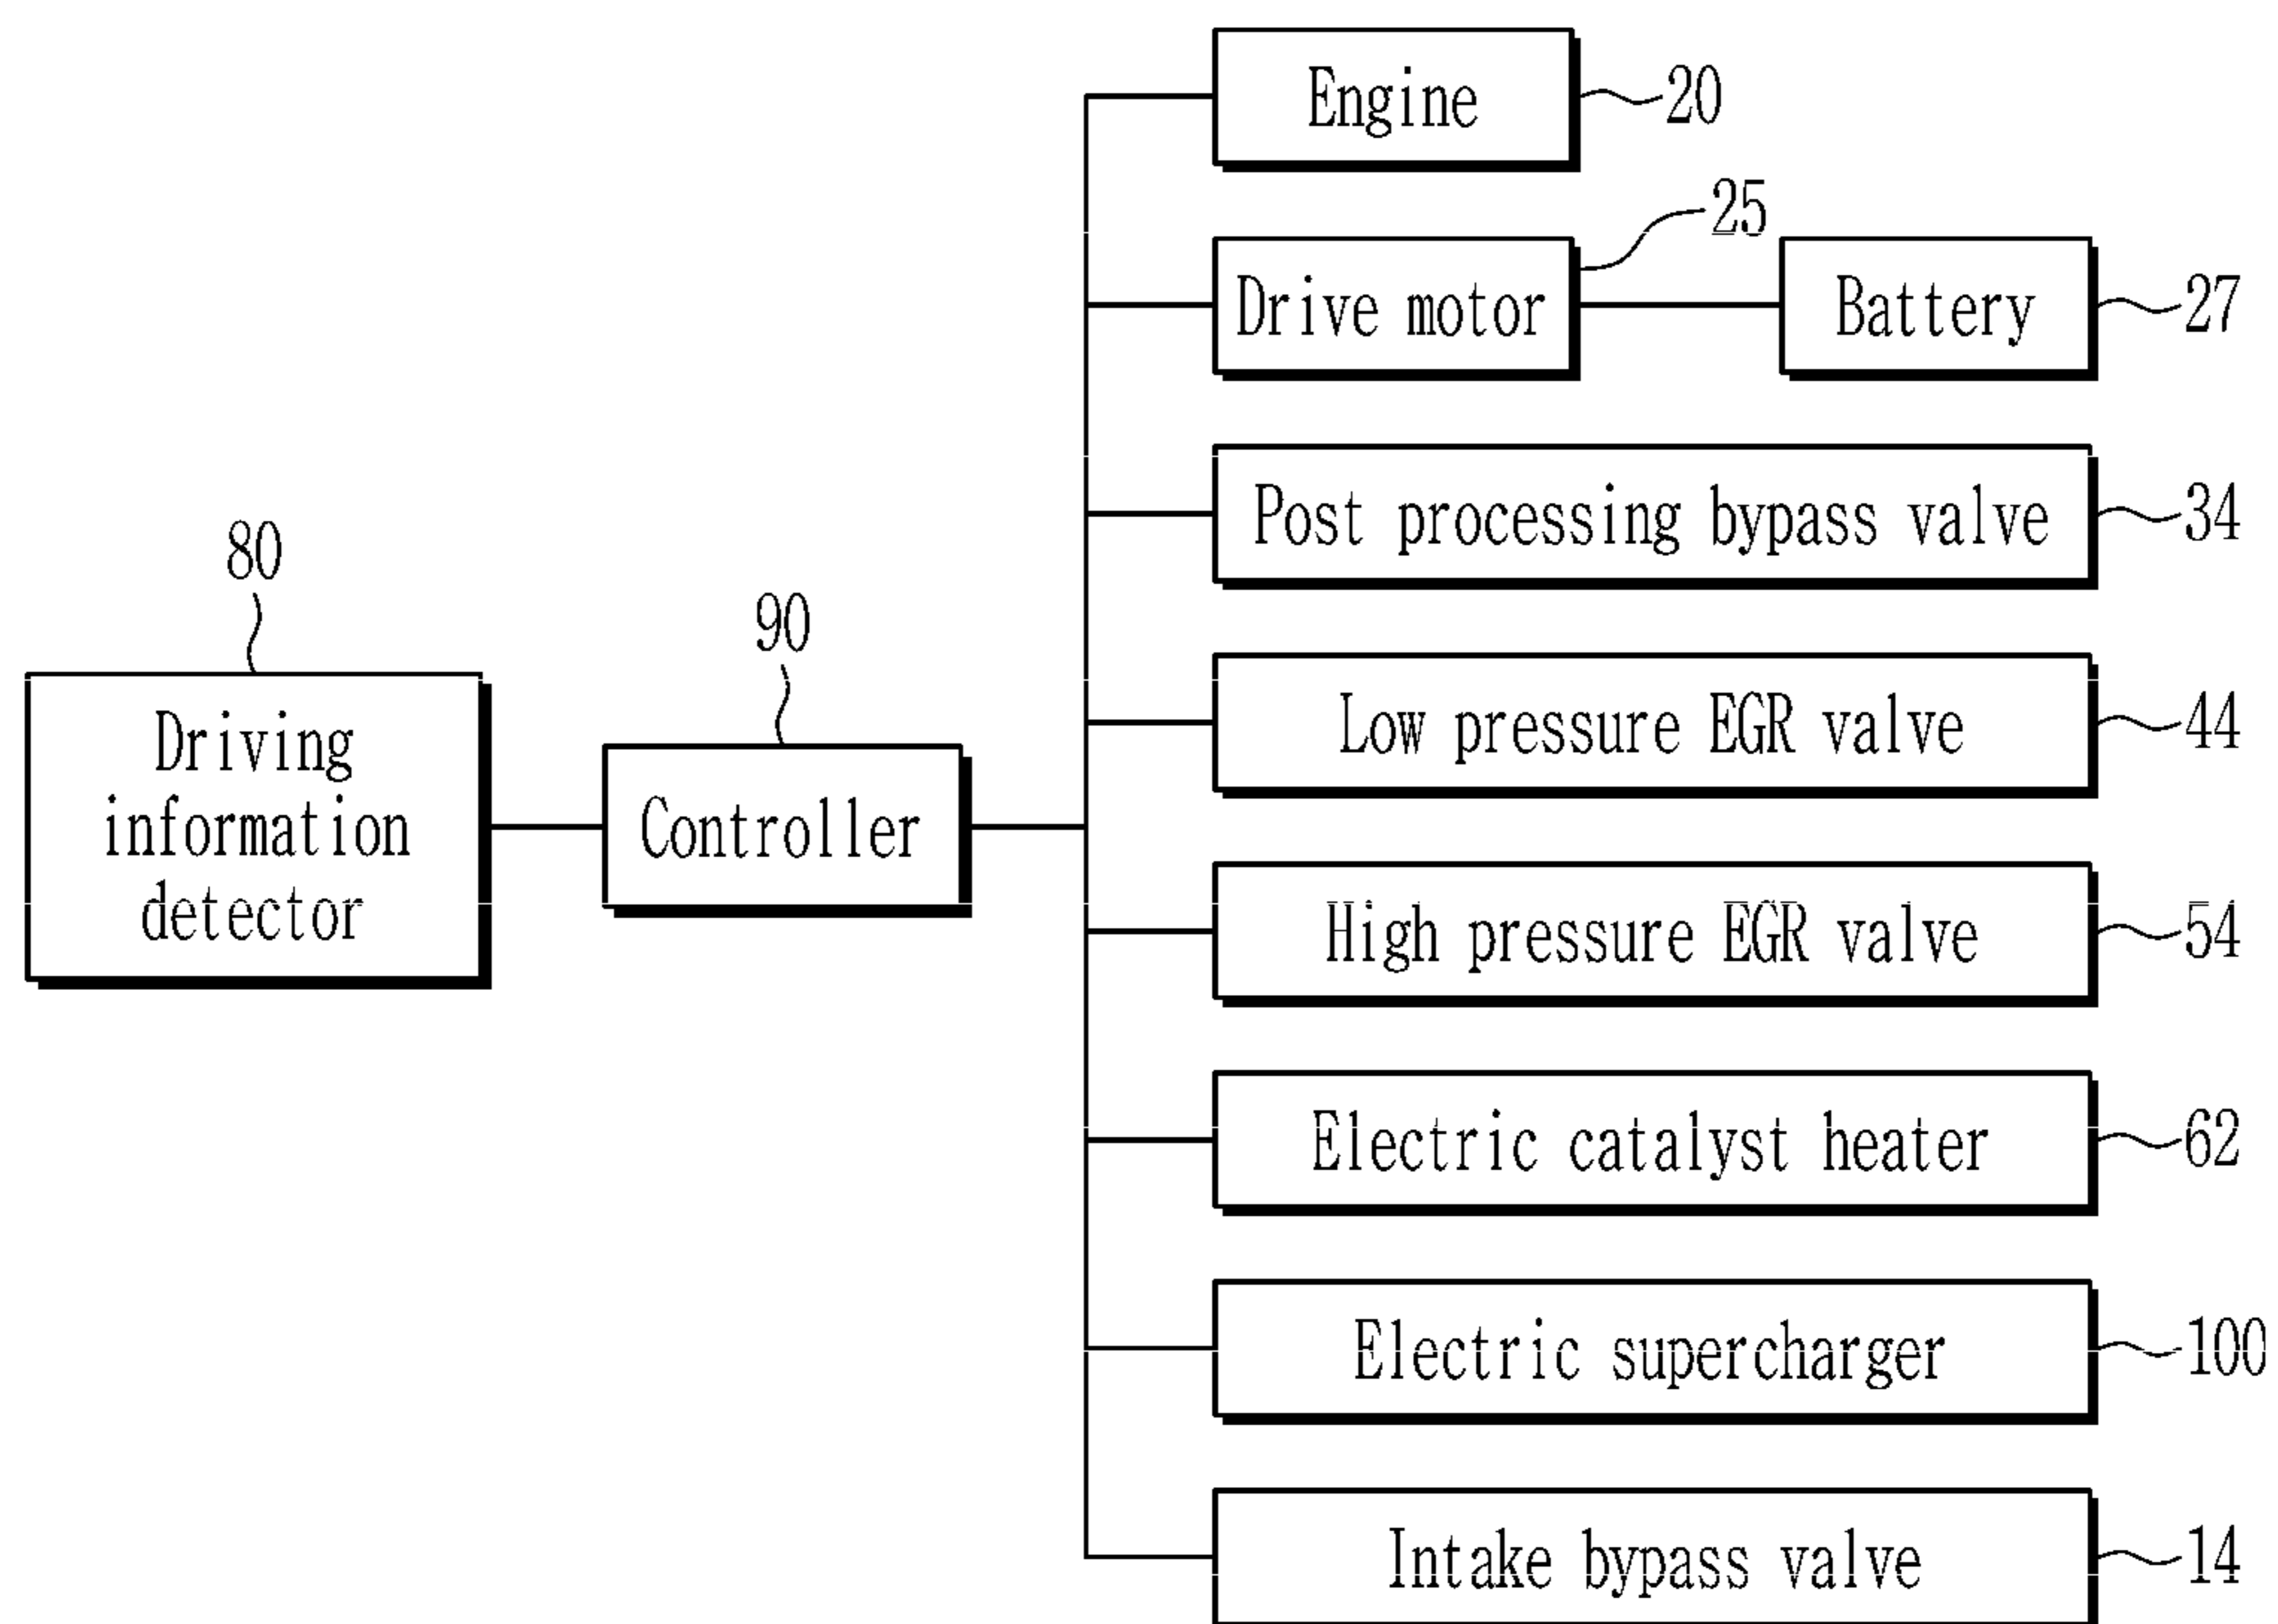 Engine
20
25
Drive motor
Battery
27
Post processing bypass valve
34
80
Driving
information
detector
90
Controller
Low pressure EGR valve
44
High pressure EGR valve
54
Electric catalyst heater
62
Electric supercharger
100
Intake bypass valve
14